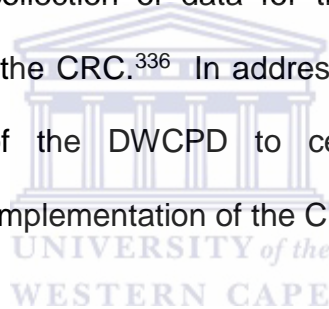 collection of data for th
the CRC.336 In addres
f the DWCPD to ce
mplementation of the C
UNIVERSITY of the
WESTERN CAPE